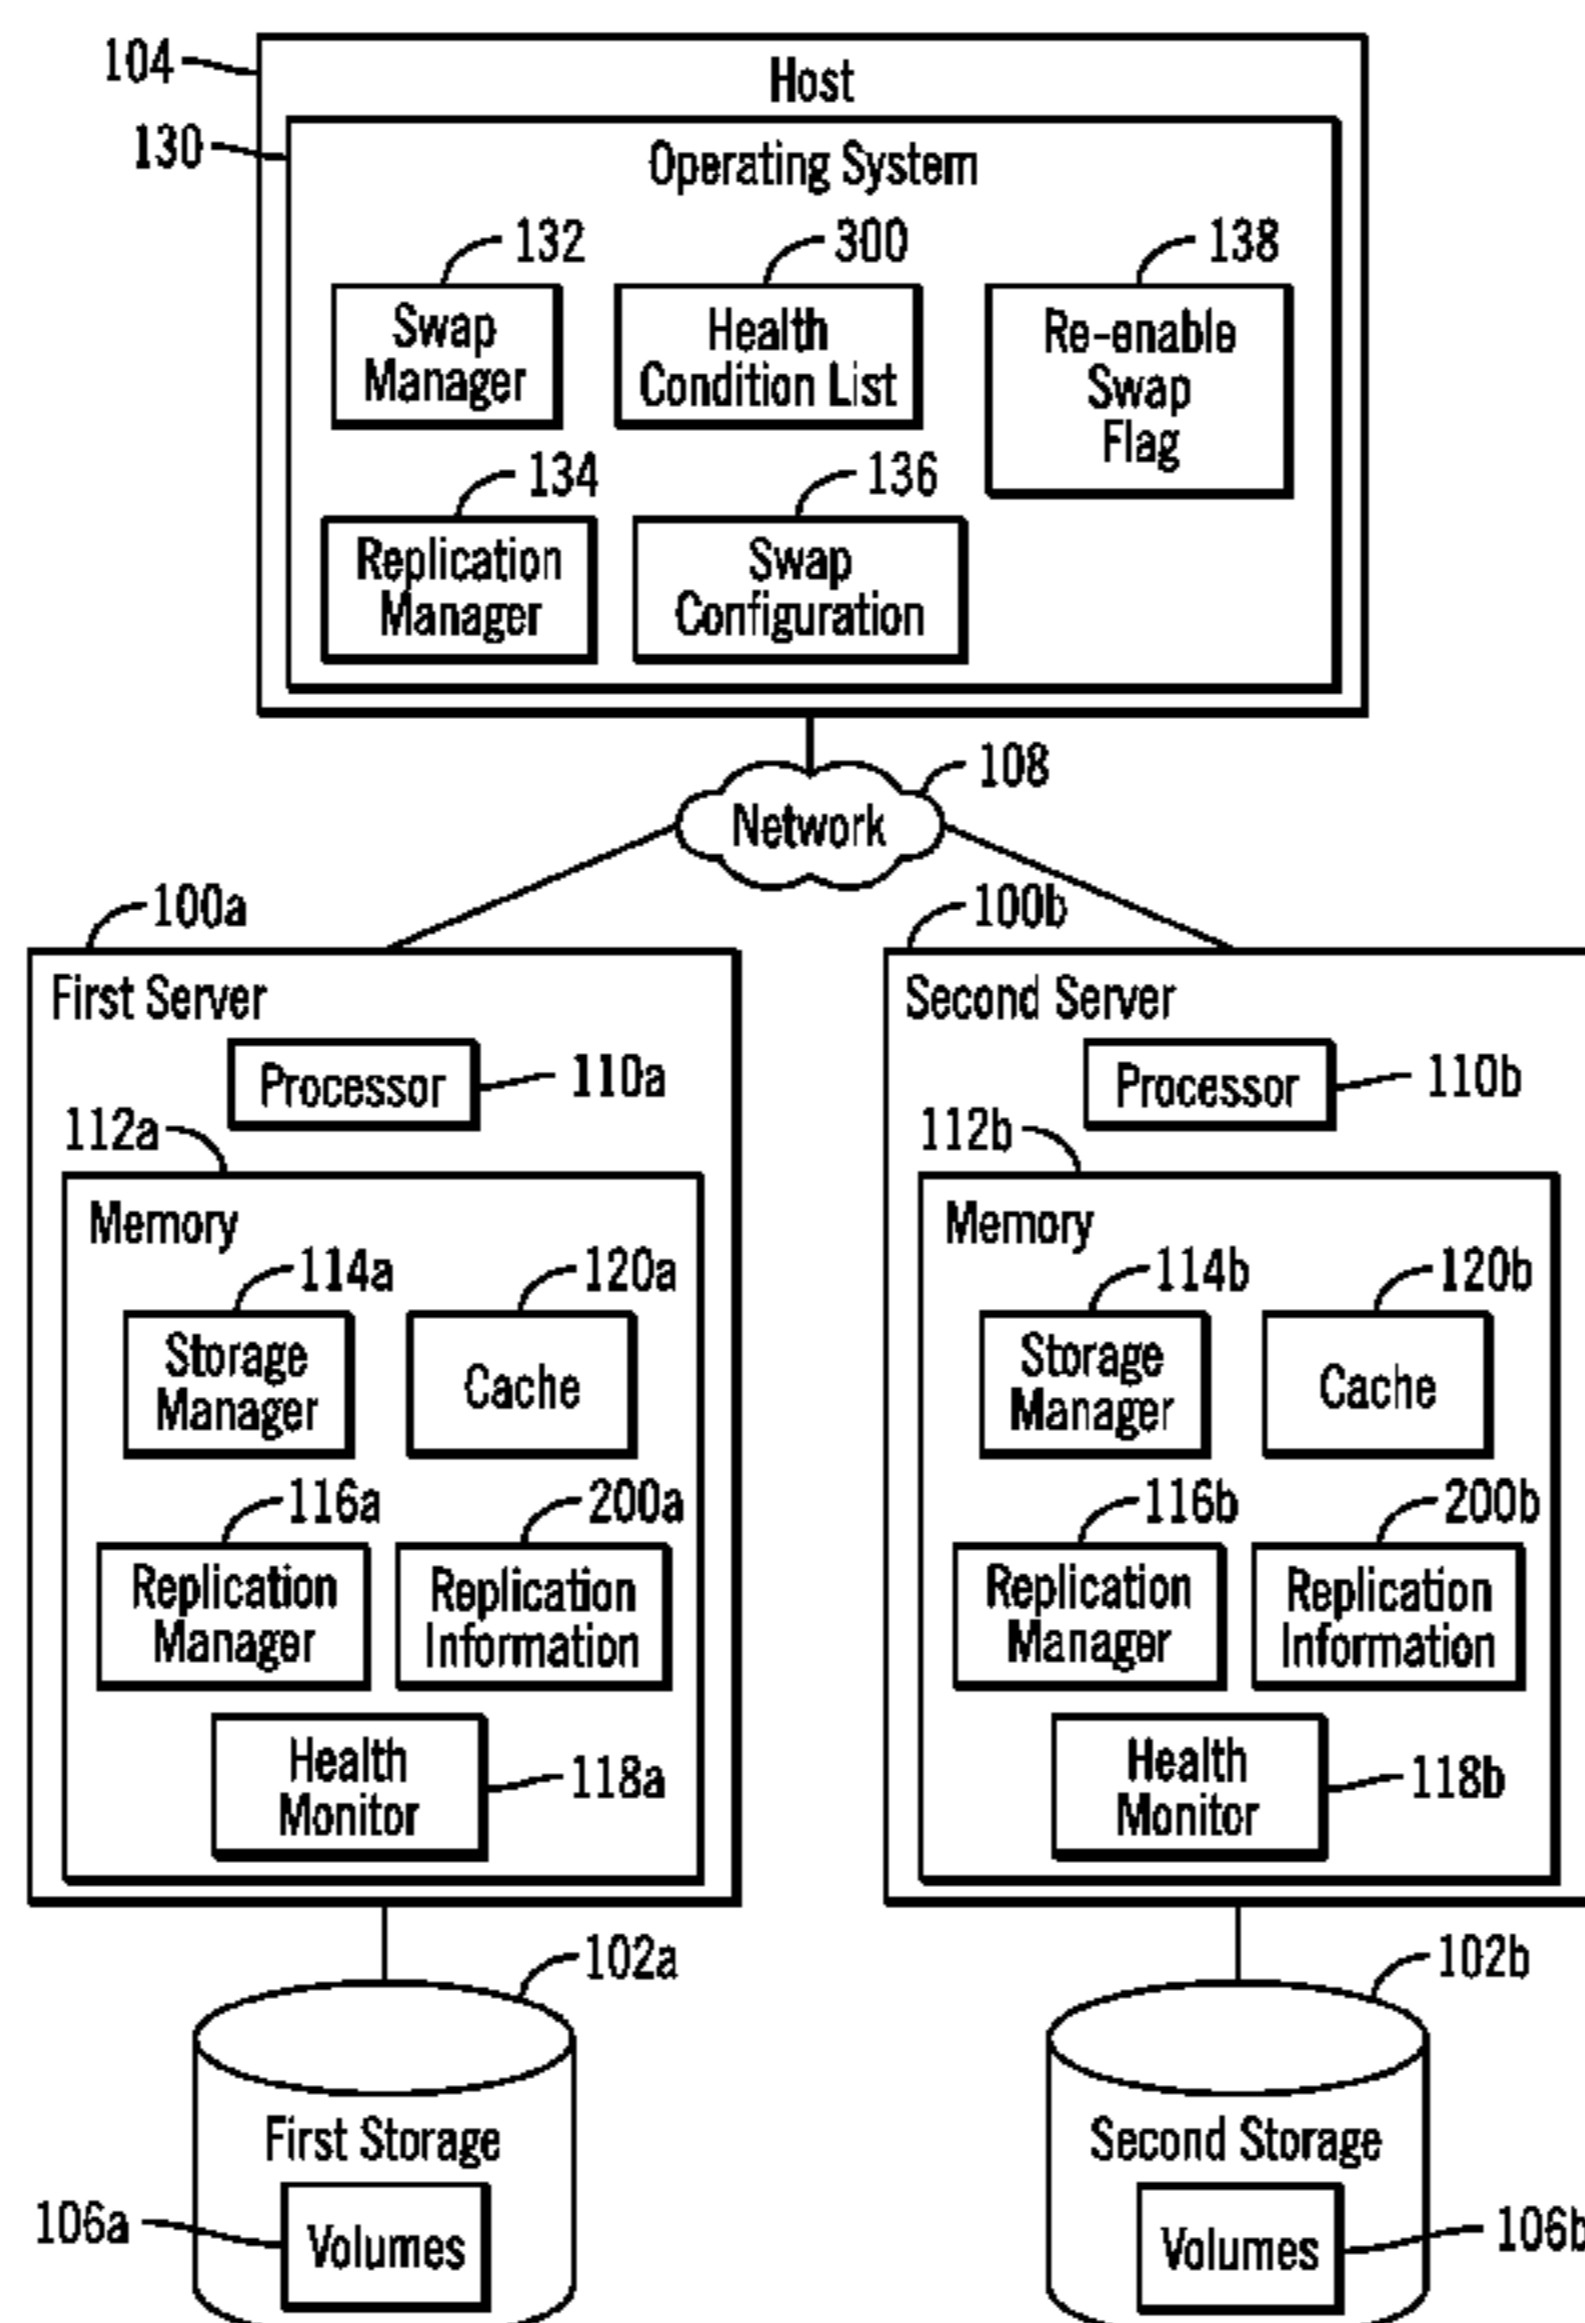 104
Host
130
Operating System
132
300
138
Swap
Manager
Health
Condition List
Re-enable
Swap
Flag
134
136
Replication
Manager
Swap
Configuration
108
Network
100a
100b
First Server
Processor
110a
112a
Memory
114a
120a
Storage
Manager
Cache
116a
200a
Replication
Manager
Replication
Information
Health
Monitor
118a
Second Server
Processor
110b
112b
Memory
114b
120b
Storage
Manager
Cache
116b
200b
Replication
Manager
Replication
Information
Health
Monitor
118b
102a
First Storage
106a
Volumes
102b
Second Storage
Volumes
106b